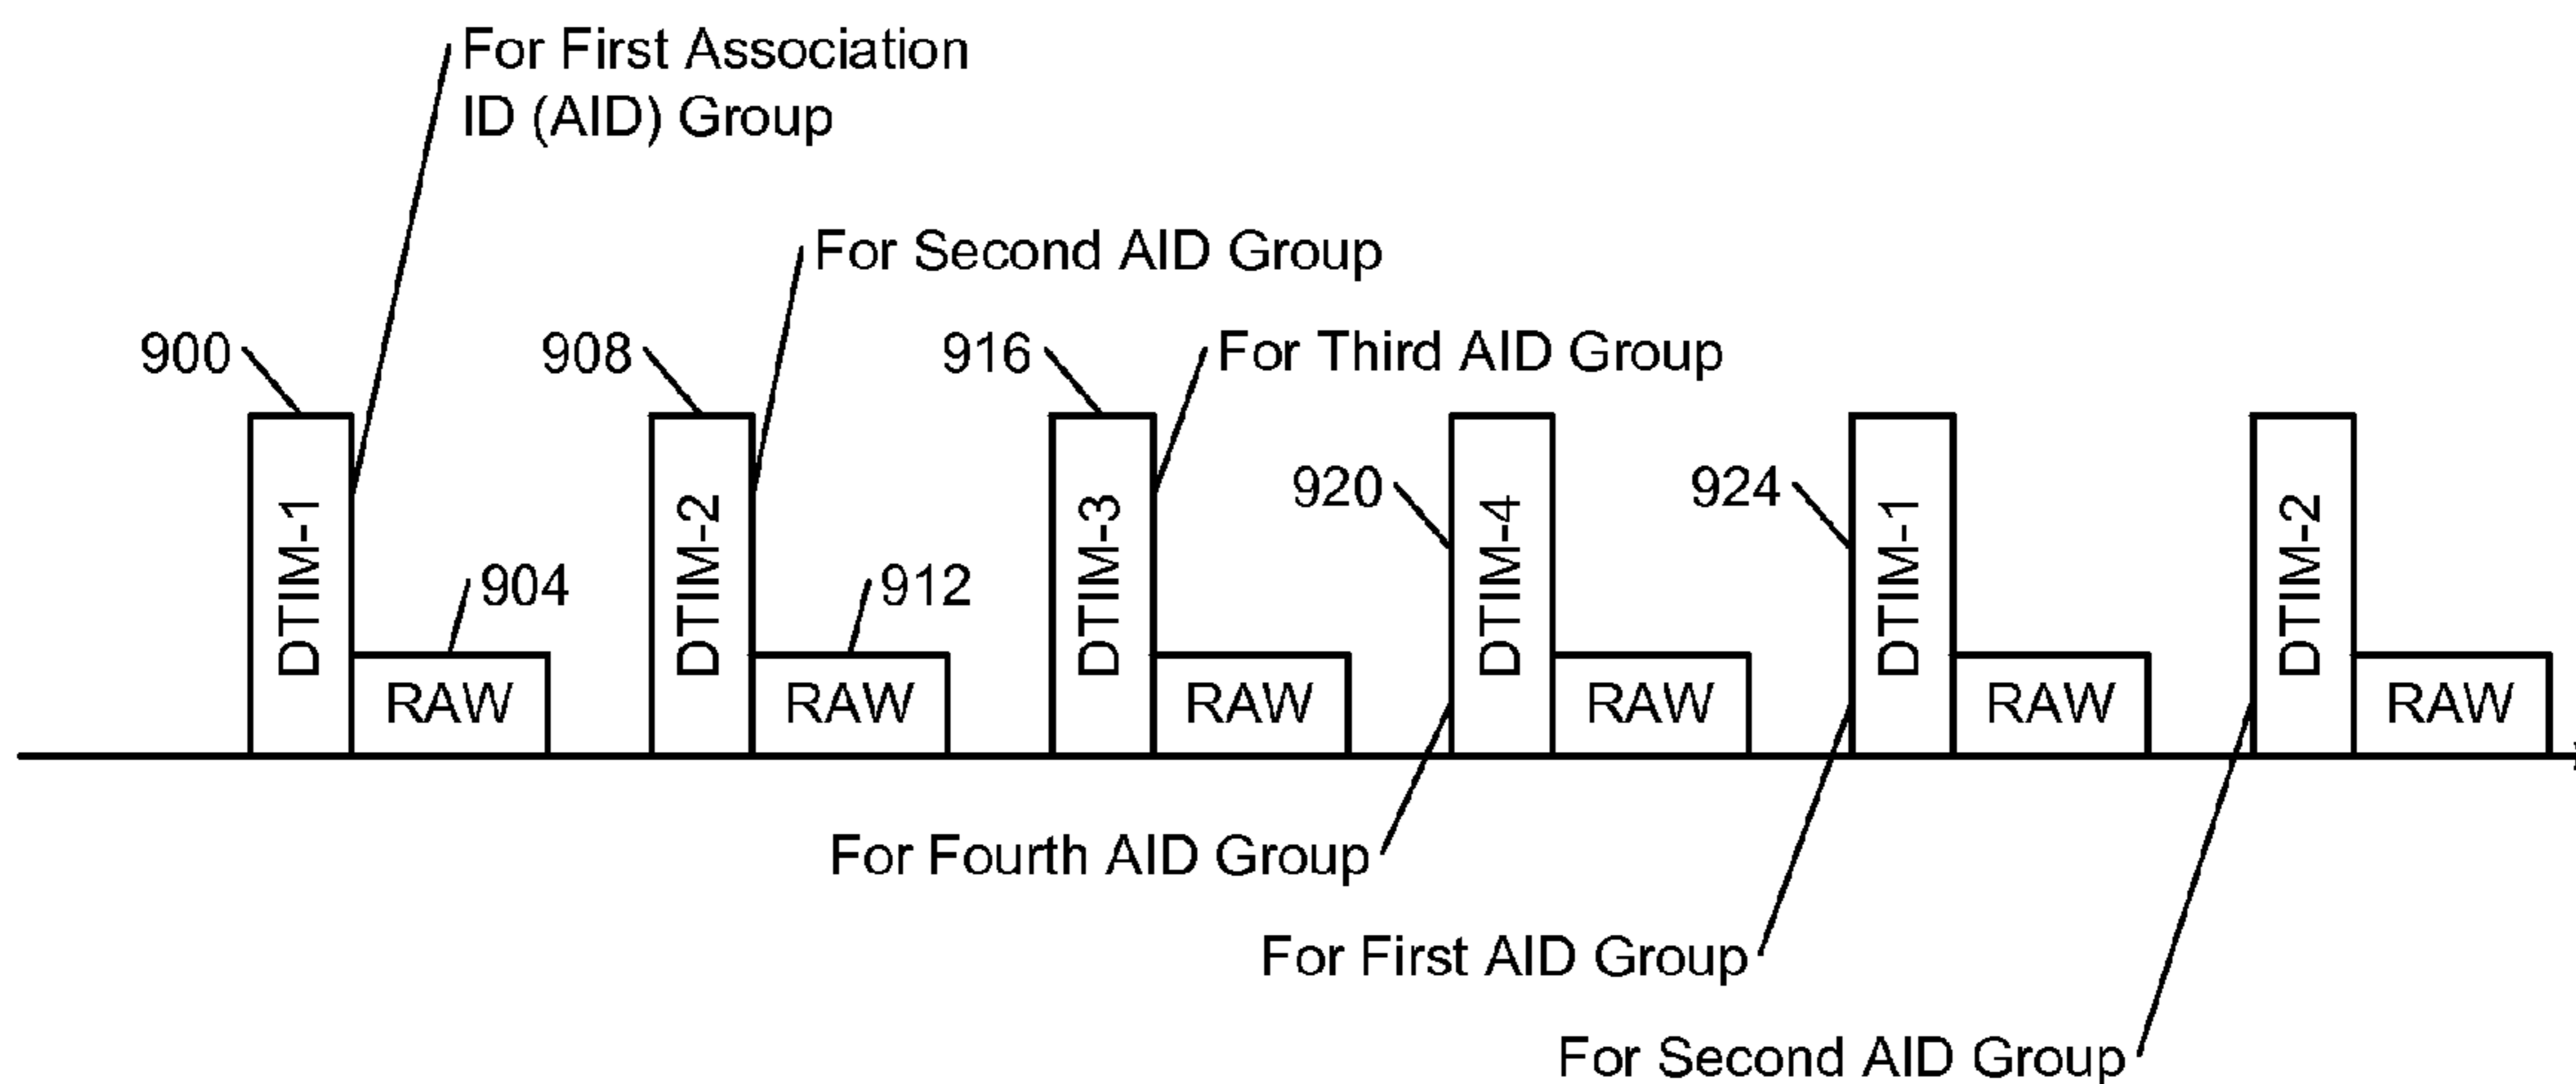 For First Association
ID (AID) Group
For Second AID Group
900
908
916
For Third AID Group
920
924
DTIM-1
DTIM-2
DTIM-3
DTIM-4
DTIM-1
DTIM-2
904
912
RAW
RAW
RAW
RAW
RAW
RAW
For Fourth AID Group
For First AID Group
For Second AID Group